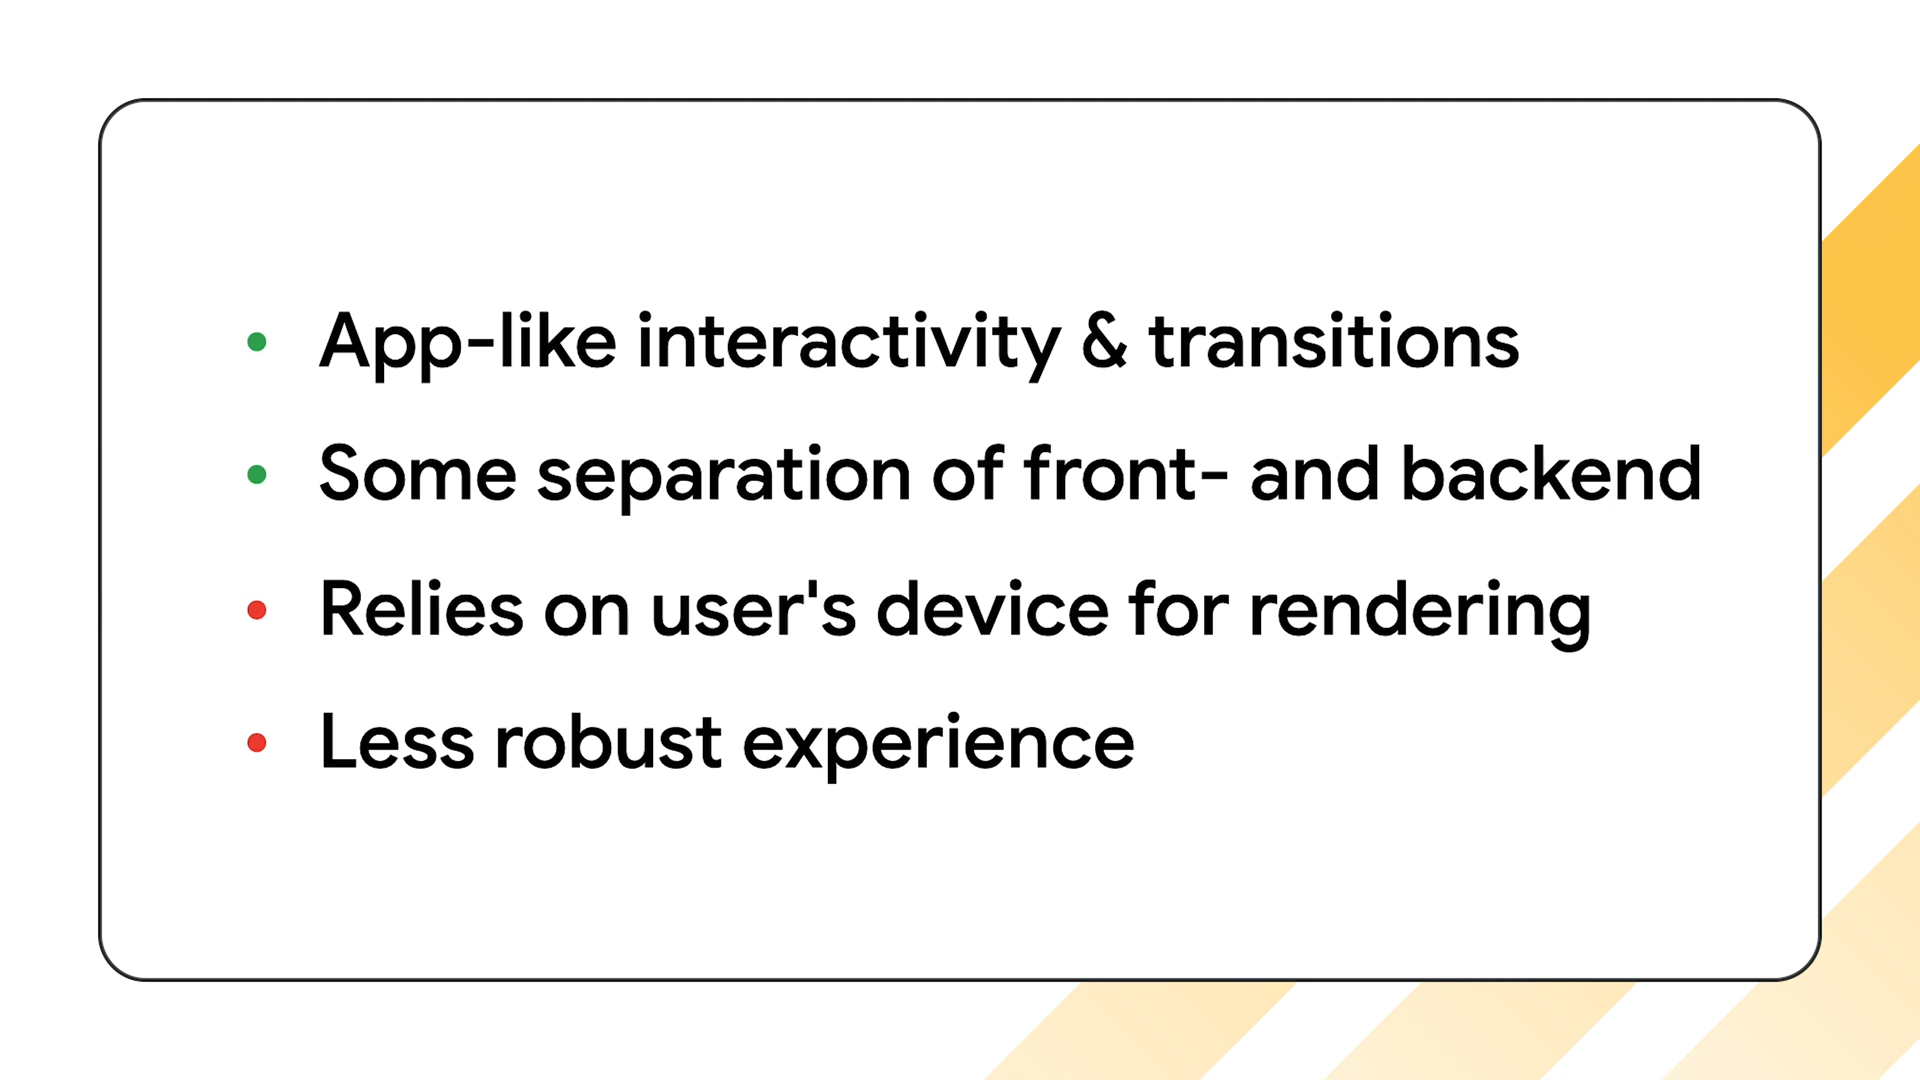 • App-like interactivity & transitions
• Some separation of front- and backend
• Relies on user's device for rendering
• Less robust experience